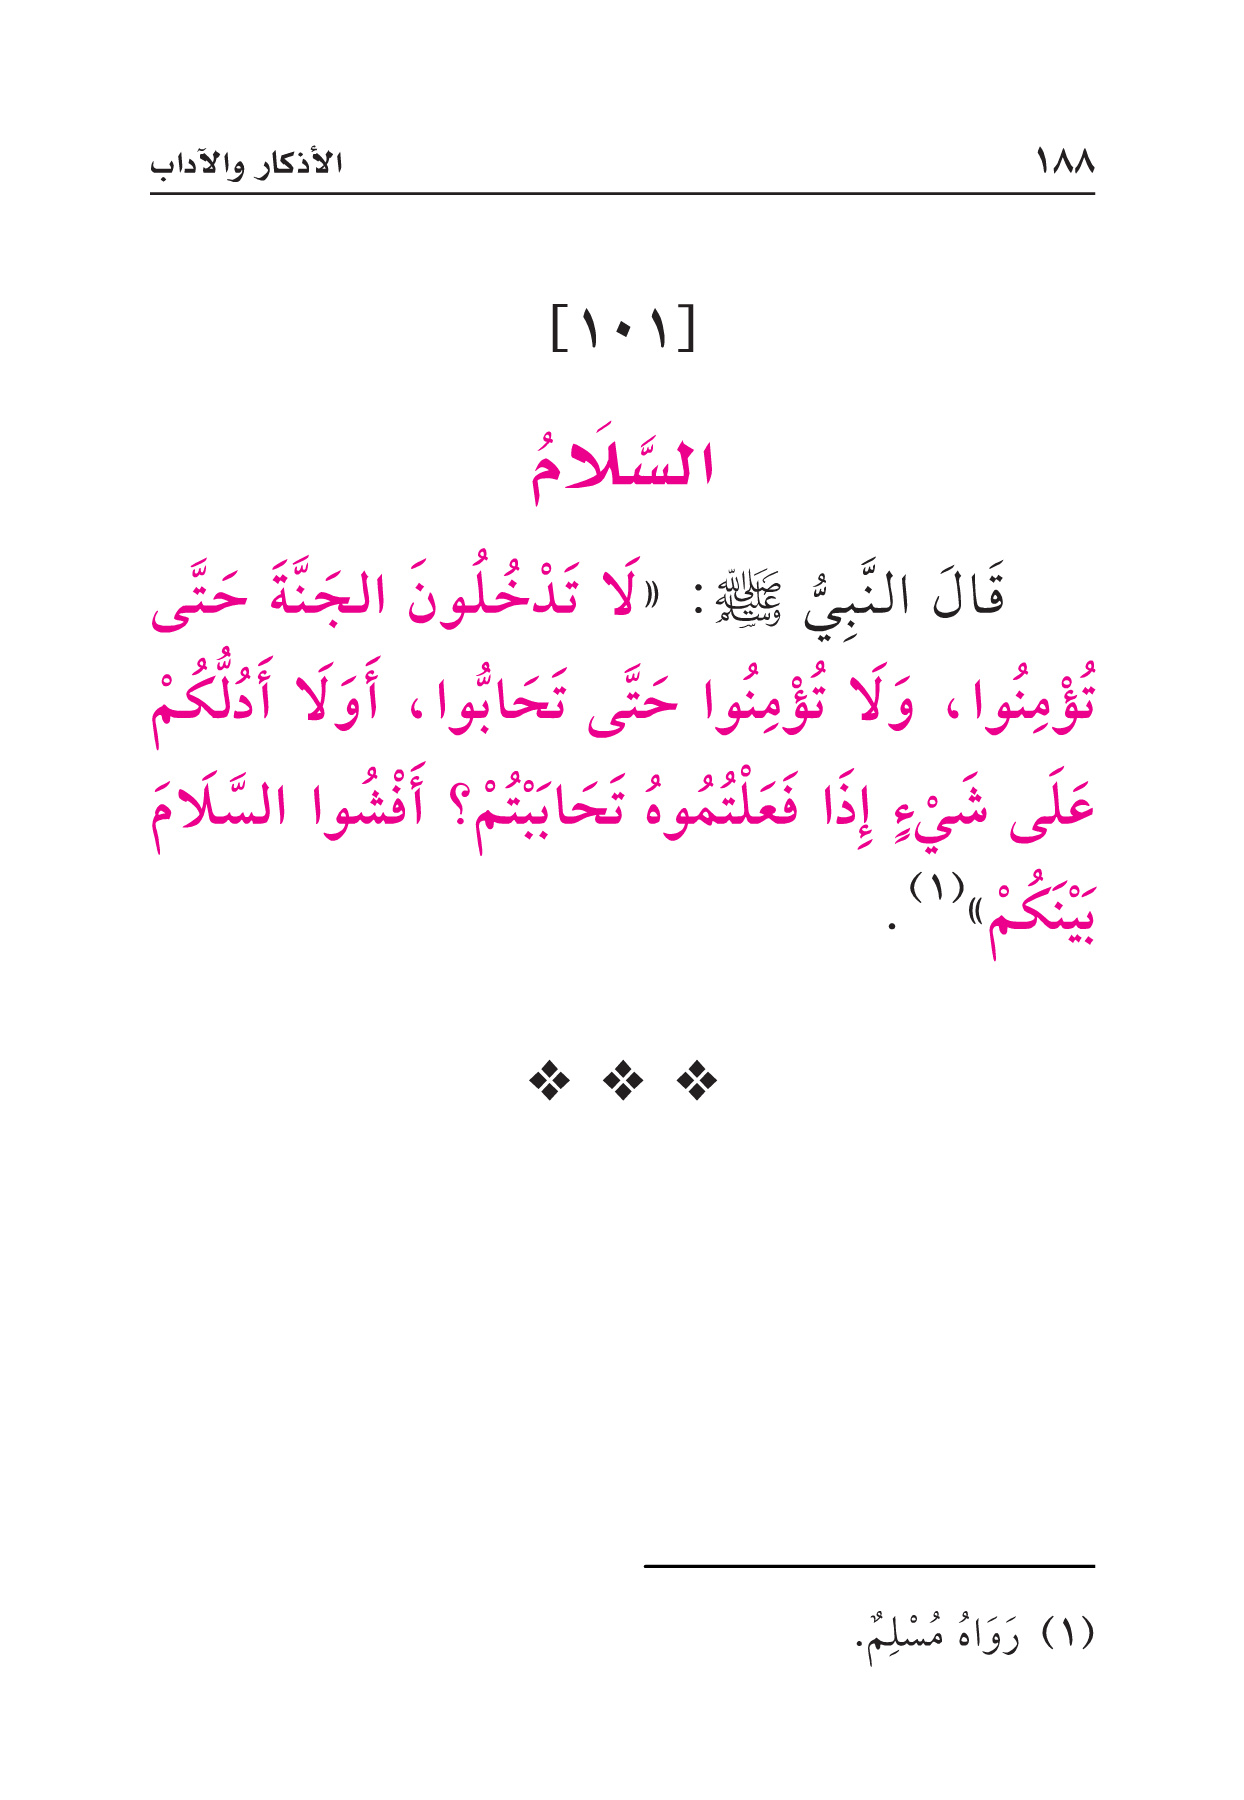 ١٨٨ الأذكار والآداب
[١٠١]
السَّلَامُ
قَالَ النَّبِيُّ ﷺ: «لَا تَدْخُلُونَ الجَنَّةَ حَتَّى
تُؤْمِنُوا، وَلَا تُؤْمِنُوا حَتَّى تَحَابُّوا، أَوَلَا أَدُلُّكُمْ
عَلَى شَيْءٍ إِذَا فَعَلْتُمُوهُ تَحَابَبْتُمْ؟ أَفْشُوا السَّلَامَ
بَيْنَكُمْ»(١).
(١) رَوَاهُ مُسْلِمٌ.